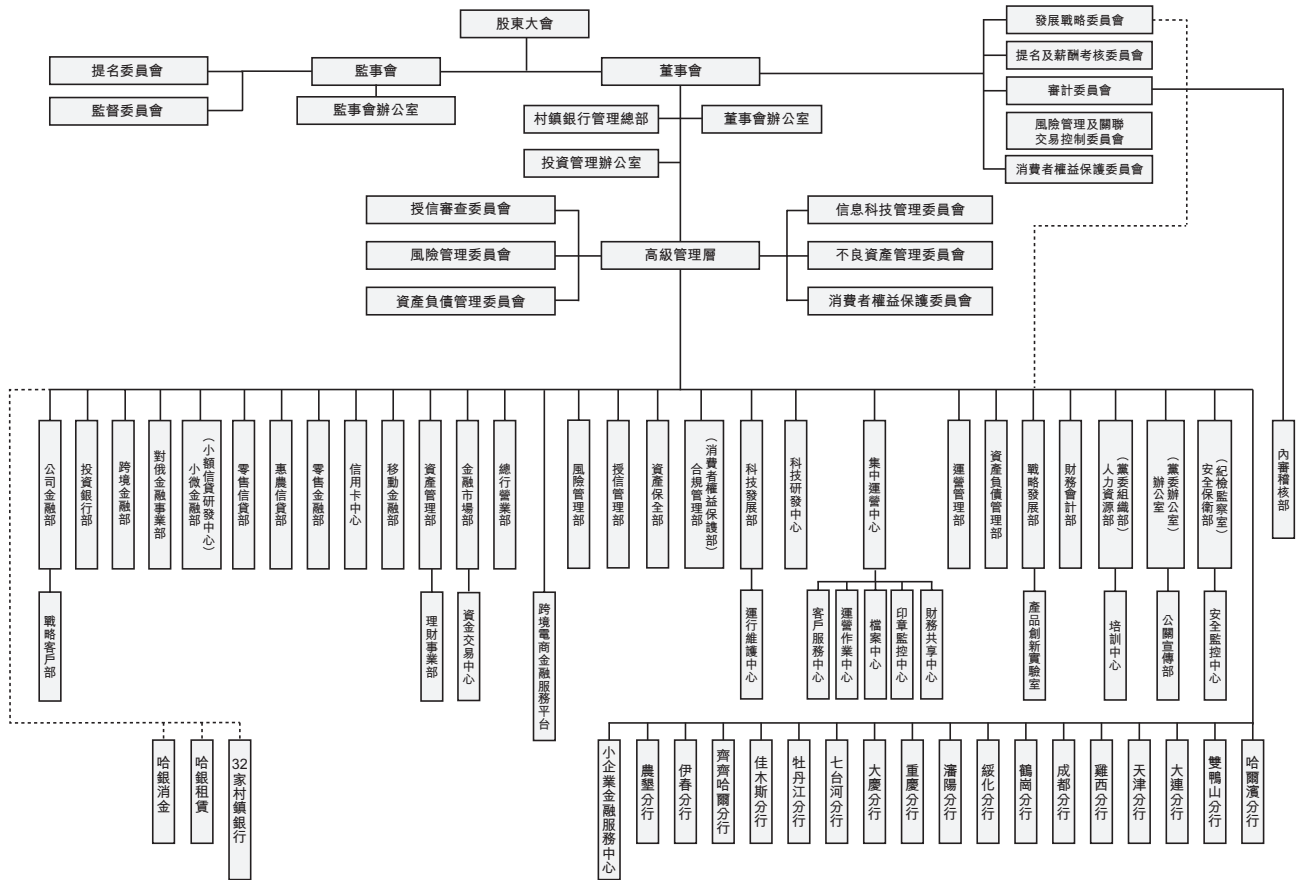 股東大會
發展戰略委員會
提名及薪酬考核委員會
審計委員會
風險管理及關聯
交易控制委員會
消費者權益保護委員會
提名委員會
監督委員會
監事會
監事會辦公室
董事會
村鎮銀行管理總部
董事會辦公室
投資管理辦公室
授信審查委員會
風險管理委員會
資產負債管理委員會
高級管理層
信息科技管理委員會
不良資產管理委員會
消費者權益保護委員會
公司金融部
投資銀行部
跨境金融部
對俄金融事業部
(小額信貸研發中心)
小微金融部
零售信貸部
惠農信貸部
零售金融部
信用卡中心
移動金融部
資產管理部
金融市場部
總行營業部
跨境電商金融服務平台
風險管理部
授信管理部
資產保全部
(消費者權益保護部)
合規管理部
科技發展部
科技研發中心
集中運營中心
運營管理部
資產負債管理部
戰略發展部
財務會計部
(黨委組織部)
人力資源部
(黨委辦公室)
辦公室
(紀檢監察室)
安全保衛部
內審稽核部
戰略客戶部
理財事業部
資金交易中心
運行維護中心
客戶服務中心
運營作業中心
檔案中心
印章監控中心
財務共享中心
產品創新實驗室
培訓中心
公關宣傳部
安全監控中心
哈銀消金
哈銀租賃
32家村鎮銀行
小企業金融服務中心
農墾分行
伊春分行
齊齊哈爾分行
佳木斯分行
牡丹江分行
七台河分行
大慶分行
重慶分行
瀋陽分行
綏化分行
鶴崗分行
成都分行
雞西分行
天津分行
大連分行
雙鴨山分行
哈爾濱分行